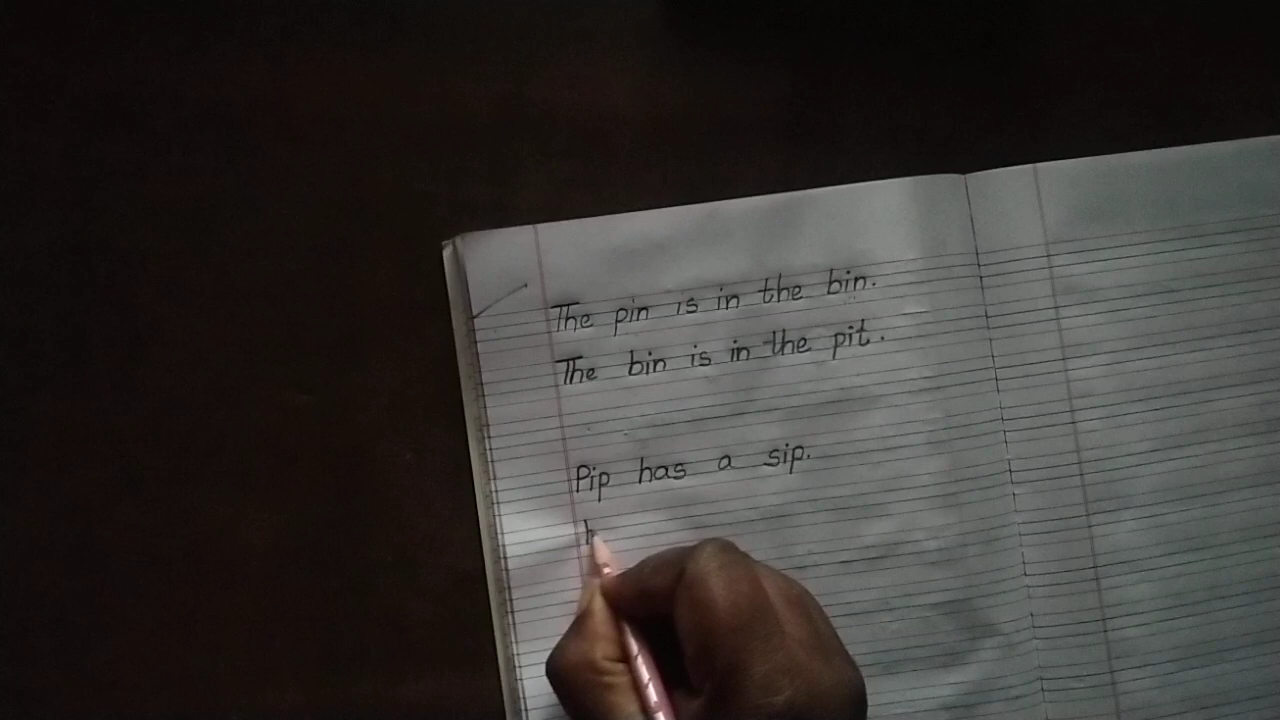 The pin is in the bin.
The bin is in the pit.
Pip has a sip.